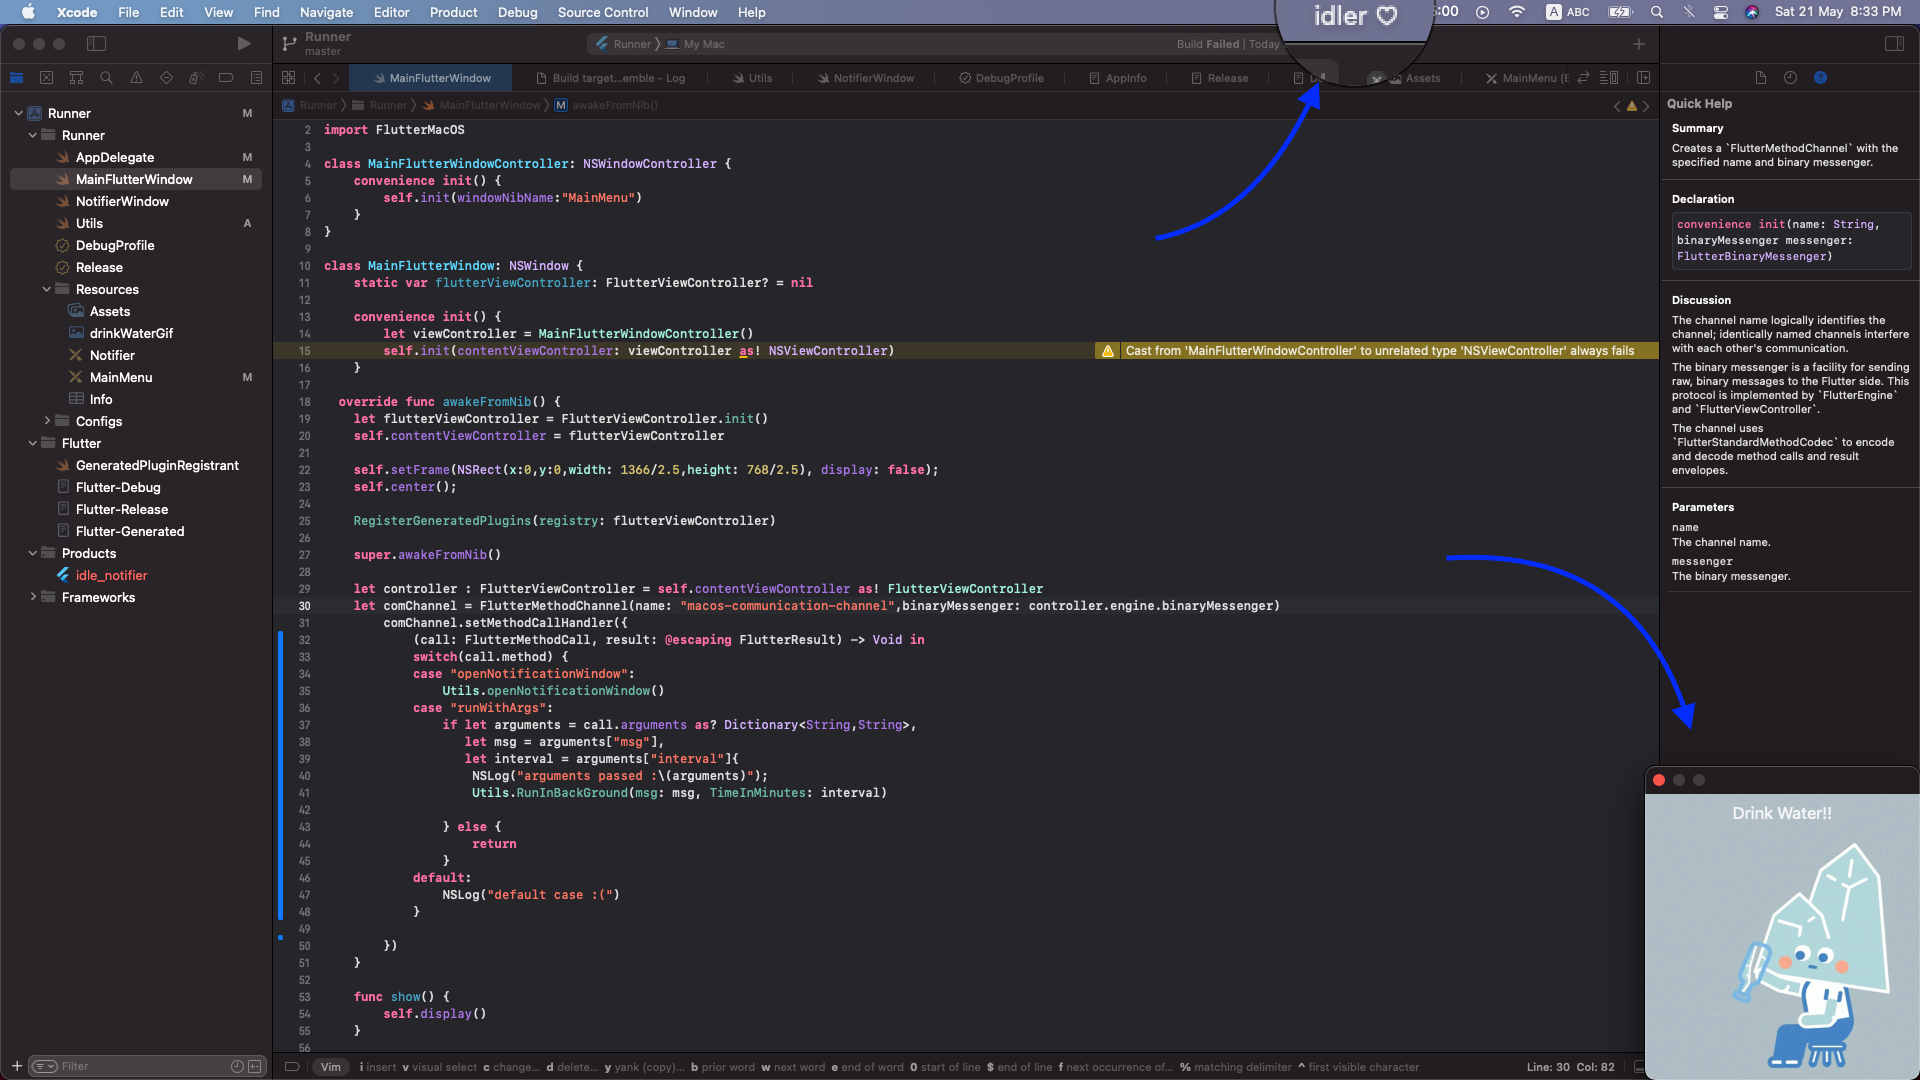 Xcode File Edit View Find Navigate Editor Product Debug Source Control Window Help
idler ♡
:00 A ABC Sat 21 May 8:33 PM
Runner
master
Runner My Mac
Build Failed | Today
MainFlutterWindow Build target...emble - Log Utils NotifierWindow DebugProfile AppInfo Release Assets MainMenu (E
Runner Runner MainFlutterWindow M awakeFromNib()
Runner M
Runner
AppDelegate M
MainFlutterWindow M
NotifierWindow
Utils A
DebugProfile
Release
Resources
Assets
drinkWaterGif
Notifier
MainMenu M
Info
Configs
Flutter
GeneratedPluginRegistrant
Flutter-Debug
Flutter-Release
Flutter-Generated
Products
idle_notifier
Frameworks
Filter
2 import FlutterMacOS
3
4 class MainFlutterWindowController: NSWindowController {
5 convenience init() {
6 self.init(windowNibName:"MainMenu")
7 }
8 }
9
10 class MainFlutterWindow: NSWindow {
11 static var flutterViewController: FlutterViewController? = nil
12
13 convenience init() {
14 let viewController = MainFlutterWindowController()
15 self.init(contentViewController: viewController as! NSViewController) Cast from 'MainFlutterWindowController' to unrelated type 'NSViewController' always fails
16 }
17
18 override func awakeFromNib() {
19 let flutterViewController = FlutterViewController.init()
20 self.contentViewController = flutterViewController
21
22 self.setFrame(NSRect(x:0,y:0,width: 1366/2.5,height: 768/2.5), display: false);
23 self.center();
24
25 RegisterGeneratedPlugins(registry: flutterViewController)
26
27 super.awakeFromNib()
28
29 let controller : FlutterViewController = self.contentViewController as! FlutterViewController
30 let comChannel = FlutterMethodChannel(name: "macos-communication-channel",binaryMessenger: controller.engine.binaryMessenger)
31 comChannel.setMethodCallHandler({
32 (call: FlutterMethodCall, result: @escaping FlutterResult) -> Void in
33 switch(call.method) {
34 case "openNotificationWindow":
35 Utils.openNotificationWindow()
36 case "runWithArgs":
37 if let arguments = call.arguments as? Dictionary<String,String>,
38 let msg = arguments["msg"],
39 let interval = arguments["interval"]{
40 NSLog("arguments passed :\(arguments)");
41 Utils.RunInBackGround(msg: msg, TimeInMinutes: interval)
42
43 } else {
44 return
45 }
46 default:
47 NSLog("default case :(")
48 }
49
50 })
51 }
52
53 func show() {
54 self.display()
55 }
56
Vim i insert v visual select c change... d delete... y yank (copy)... b prior word w next word e end of word 0 start of line $ end of line f next occurrence of... % matching delimiter ^ first visible character
Line: 30 Col: 82
Quick Help
Summary
Creates a `FlutterMethodChannel` with the
specified name and binary messenger.
Declaration
convenience init(name: String,
binaryMessenger messenger:
FlutterBinaryMessenger)
Discussion
The channel name logically identifies the
channel; identically named channels interfere
with each other's communication.
The binary messenger is a facility for sending
raw, binary messages to the Flutter side. This
protocol is implemented by `FlutterEngine`
and `FlutterViewController`.
The channel uses
`FlutterStandardMethodCodec` to encode
and decode method calls and result
envelopes.
Parameters
name
The channel name.
messenger
The binary messenger.
Drink Water!!